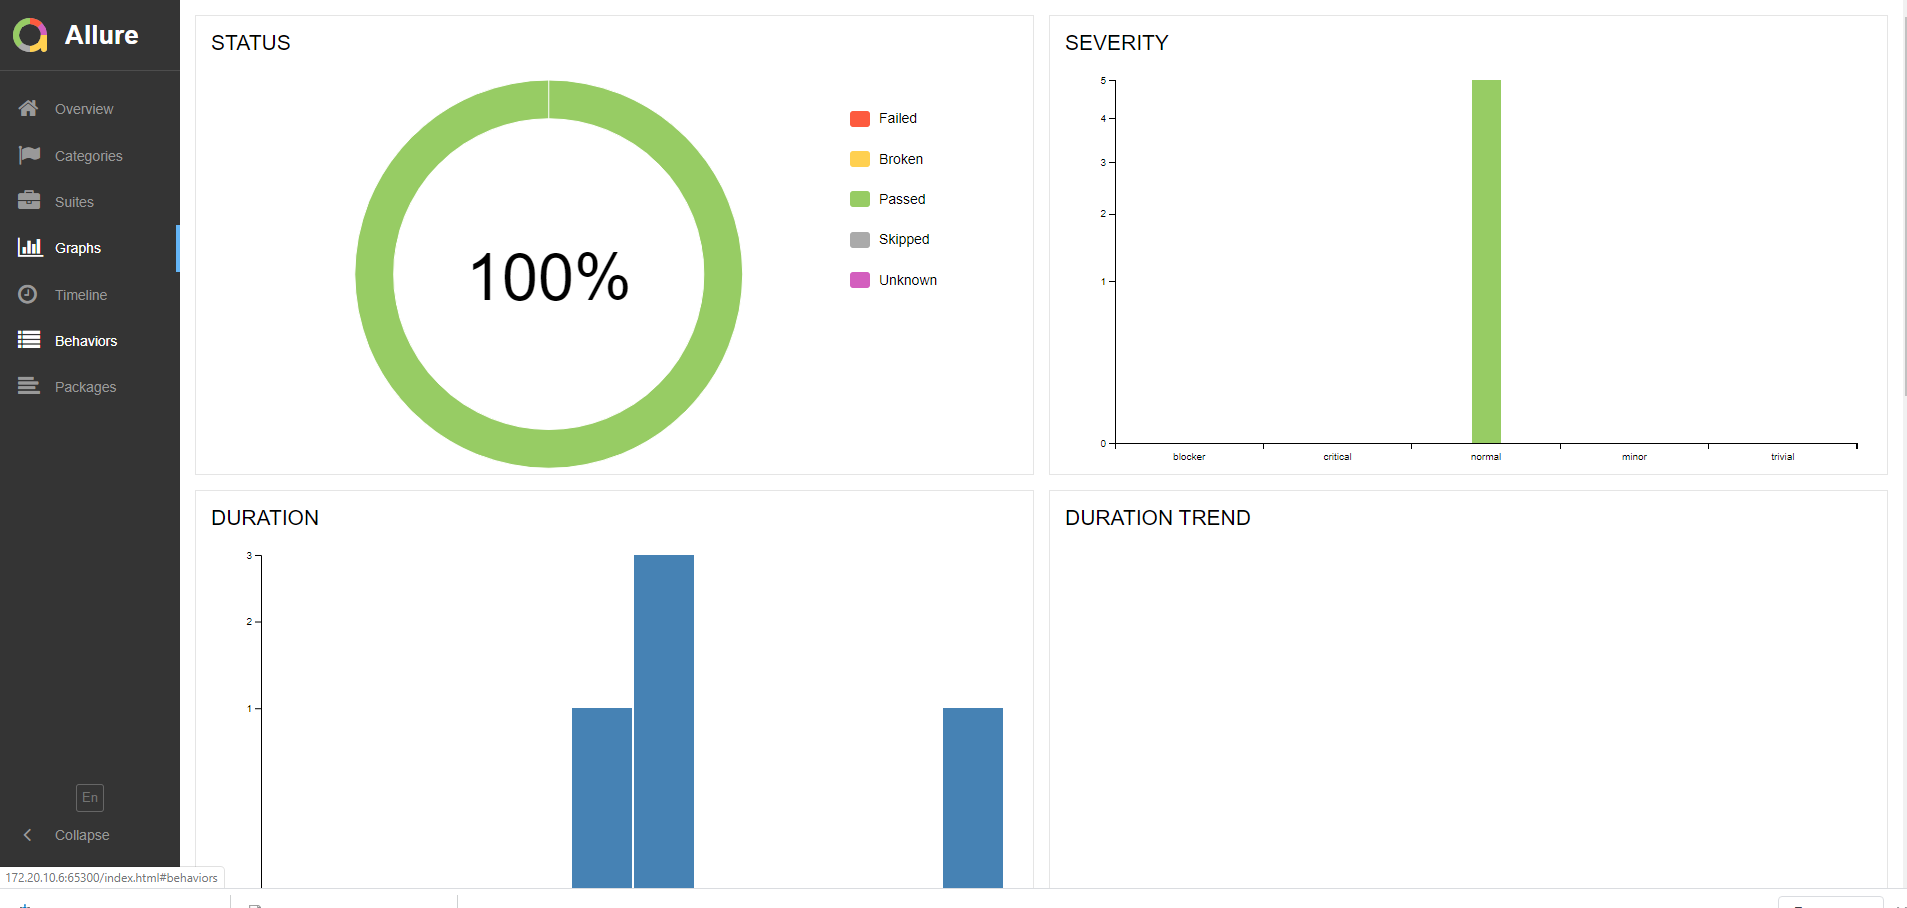 Allure
Overview
Categories
Suites
Graphs
Timeline
Behaviors
Packages
En
Collapse
172.20.10.6:65300/index.html#behaviors
STATUS
100%
Failed
Broken
Passed
Skipped
Unknown
SEVERITY
5
4
3
2
1
0
blocker
critical
normal
minor
trivial
DURATION
3
2
1
DURATION TREND